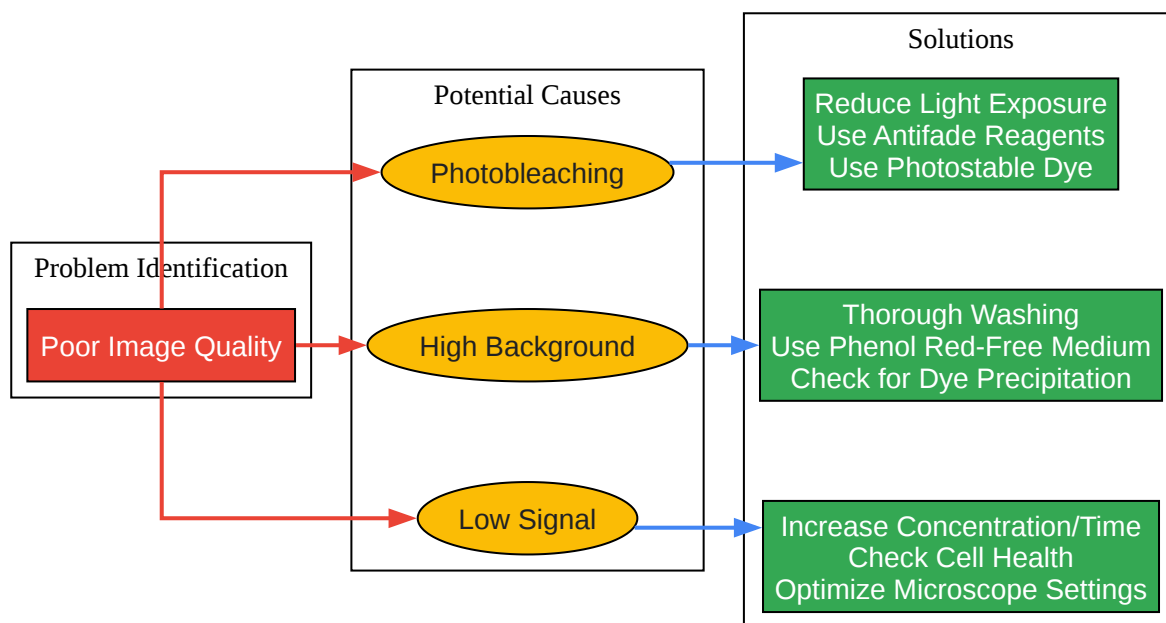 Problem Identification
Poor Image Quality
Potential Causes
Photobleaching
High Background
Low Signal
Solutions
Reduce Light Exposure
Use Antifade Reagents
Use Photostable Dye
Thorough Washing
Use Phenol Red-Free Medium
Check for Dye Precipitation
Increase Concentration/Time
Check Cell Health
Optimize Microscope Settings